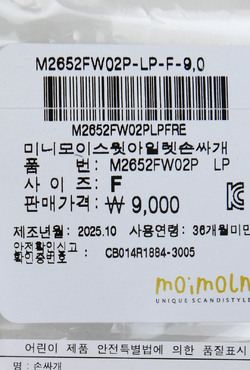 M2652FW02P-LP-F-9,0
M2652FW02PLPFRE
미니모이스윗아일렛손싸개
품 번: M2652FW02P LP
사 이 즈: F
판매가격: ₩ 9,000
제조년월: 2025.10 사용연령: 36개월미만
안전확인신고
확인증번호 : CB014R1884-3005
moimoln
UNIQUE SCANDISTYLE
어린이 제품 안전특별법에 의한 품질표시
명 : 손싸개